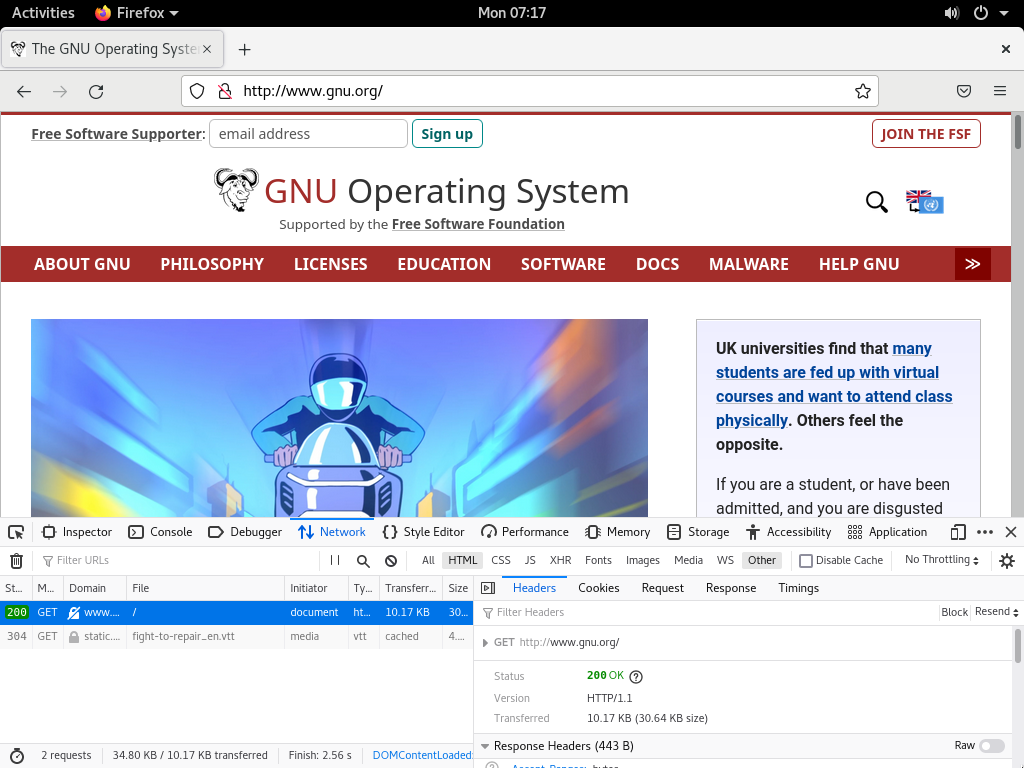 Activities Firefox Mon 07:17
The GNU Operating Syste
http://www.gnu.org/
Free Software Supporter: email address Sign up JOIN THE FSF
GNU Operating System
Supported by the Free Software Foundation
ABOUT GNU PHILOSOPHY LICENSES EDUCATION SOFTWARE DOCS MALWARE HELP GNU ≫
UK universities find that many
students are fed up with virtual
courses and want to attend class
physically. Others feel the
opposite.
If you are a student, or have been
admitted, and you are disgusted
Inspector Console Debugger Network Style Editor Performance Memory Storage Accessibility Application
Filter URLs All HTML CSS JS XHR Fonts Images Media WS Other Disable Cache No Throttling
St... M... Domain File Initiator Ty... Transferr... Size
200 GET www.... / document ht... 10.17 KB 30...
304 GET static.... fight-to-repair_en.vtt media vtt cached 4....
Headers Cookies Request Response Timings
Filter Headers Block Resend
GET http://www.gnu.org/
Status 200 OK
Version HTTP/1.1
Transferred 10.17 KB (30.64 KB size)
Response Headers (443 B) Raw
Accept-Ranges: bytes
2 requests 34.80 KB / 10.17 KB transferred Finish: 2.56 s DOMContentLoaded: